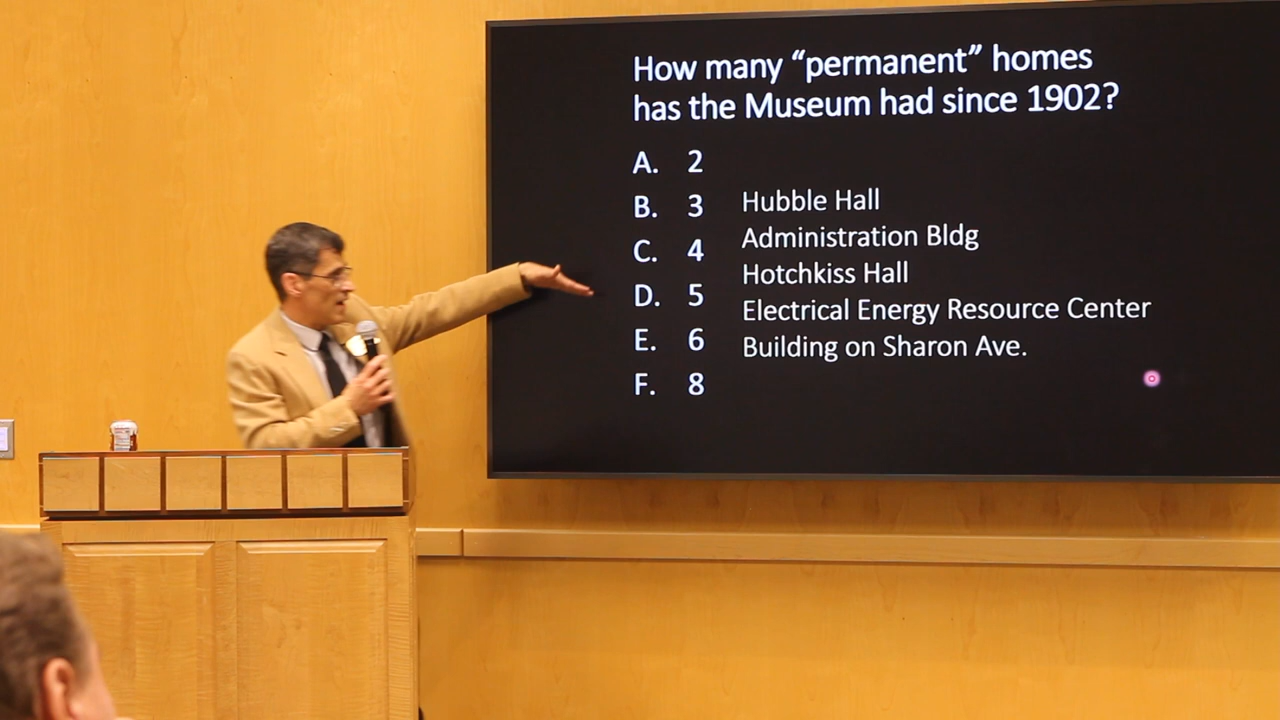 How many “permanent” homes
has the Museum had since 1902?
A. 2
B. 3
C. 4
D. 5
E. 6
F. 8
Hubble Hall
Administration Bldg
Hotchkiss Hall
Electrical Energy Resource Center
Building on Sharon Ave.